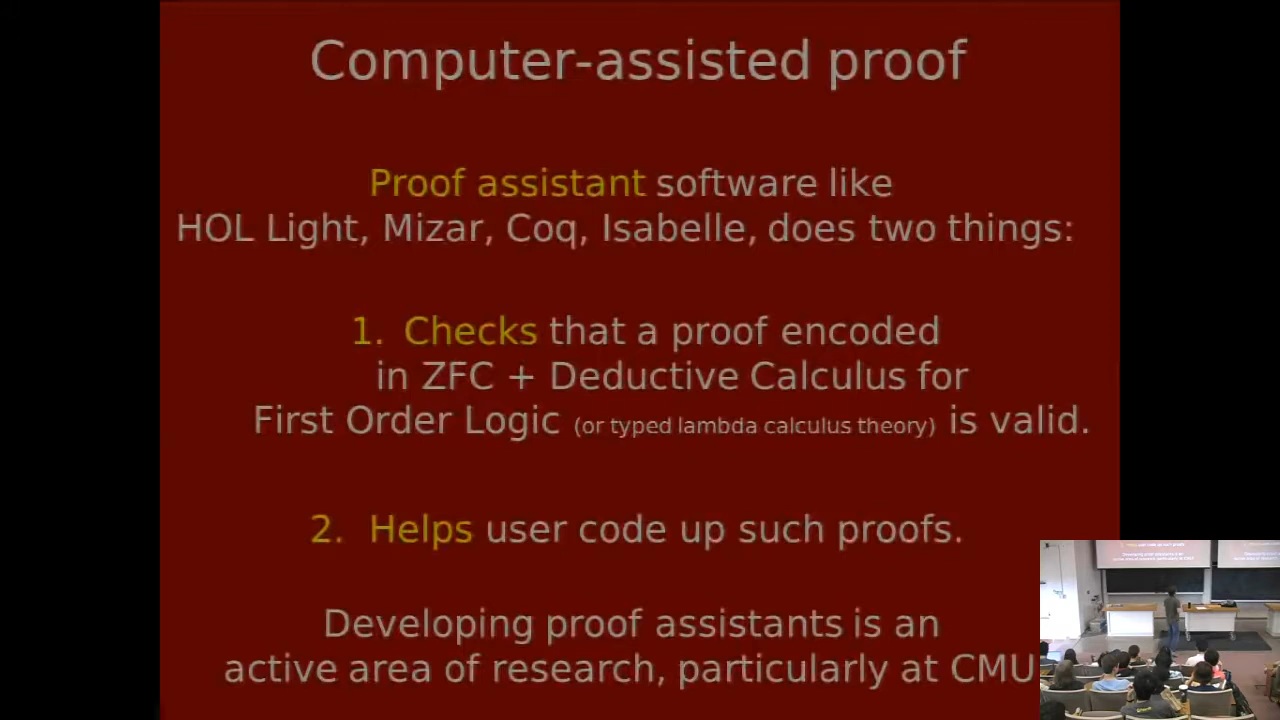 Computer-assisted proof
Proof assistant software like
HOL Light, Mizar, Coq, Isabelle, does two things:
1. Checks that a proof encoded
in ZFC + Deductive Calculus for
First Order Logic (or typed lambda calculus theory) is valid.
2. Helps user code up such proofs.
Developing proof assistants is an
active area of research, particularly at CMU